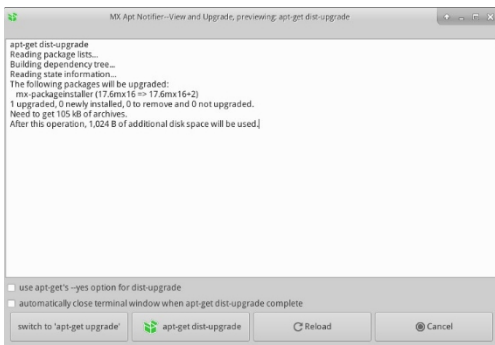 MX Apt Notifier--View and Upgrade, previewing: apt-get dist-upgrade
apt-get dist-upgrade
Reading package lists...
Building dependency tree...
Reading state information...
The following packages will be upgraded:
mx-packageinstaller (17.6mx16 => 17.6mx16+2)
1 upgraded, 0 newly installed, 0 to remove and 0 not upgraded.
Need to get 105 kB of archives.
After this operation, 1,024 B of additional disk space will be used.
use apt-get's --yes option for dist-upgrade
automatically close terminal window when apt-get dist-upgrade complete
switch to 'apt-get upgrade'
apt-get dist-upgrade
Reload
Cancel